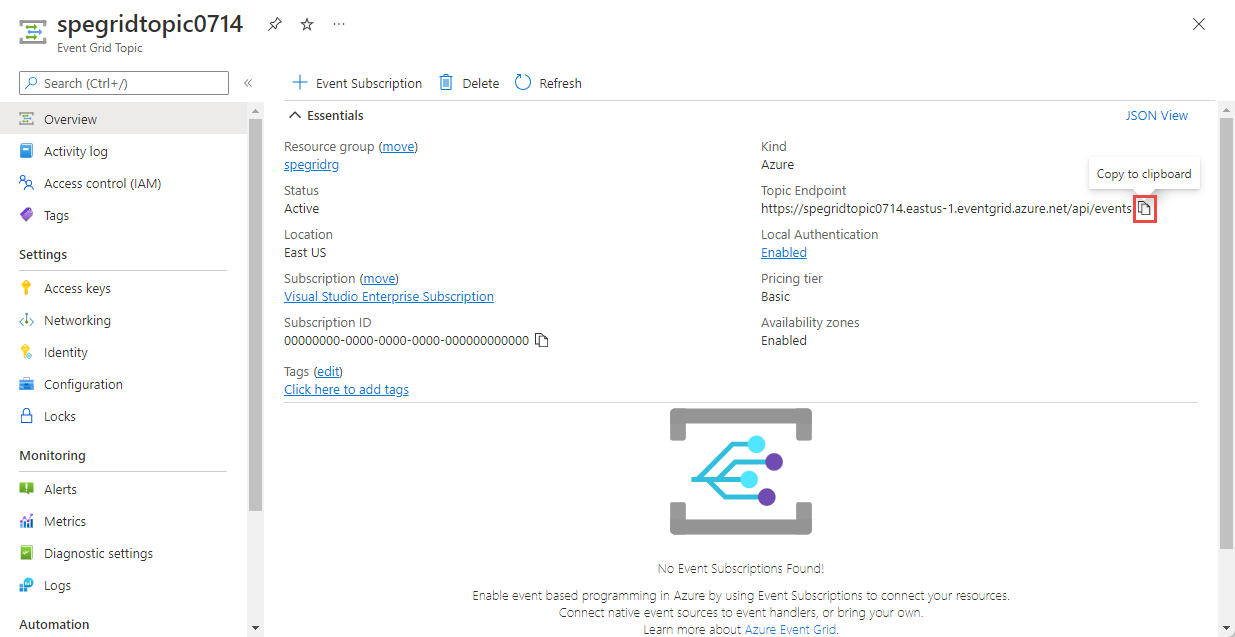 spegridtopic0714
Event Grid Topic
Search (Ctrl+/)
Overview
Activity log
Access control (IAM)
Tags
Settings
Access keys
Networking
Identity
Configuration
Locks
Monitoring
Alerts
Metrics
Diagnostic settings
Logs
Automation
Event Subscription Delete Refresh
Essentials
JSON View
Resource group (move)
spegridrg
Status
Active
Location
East US
Subscription (move)
Visual Studio Enterprise Subscription
Subscription ID
00000000-0000-0000-0000-000000000000
Tags (edit)
Click here to add tags
Kind
Azure
Copy to clipboard
Topic Endpoint
https://spegridtopic0714.eastus-1.eventgrid.azure.net/api/events
Local Authentication
Enabled
Pricing tier
Basic
Availability zones
Enabled
No Event Subscriptions Found!
Enable event based programming in Azure by using Event Subscriptions to connect your resources.
Connect native event sources to event handlers, or bring your own.
Learn more about Azure Event Grid.